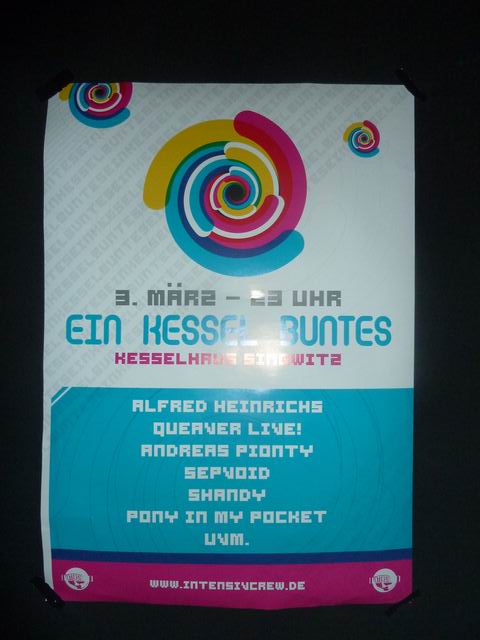 3. MÄRZ - 23 UHR
EIN KESSEL BUNTES
KESSELHAUS SINGWITZ
ALFRED HEINRICHS
QUEAVER LIVE!
ANDREAS PIONTY
SEPVOID
SHANDY
PONY IN MY POCKET
UVM.
WWW.INTENSIVCREW.DE